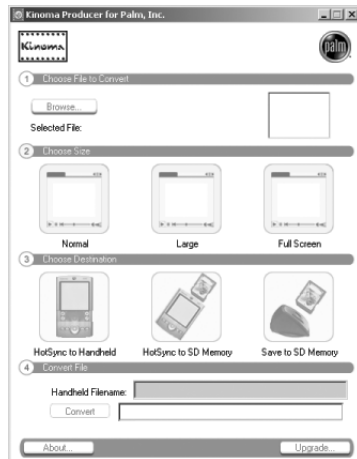 Kinoma Producer for Palm, Inc.
Kinoma
palm
1 Choose File to Convert
Browse...
Selected File:
2 Choose Size
Normal Large Full Screen
3 Choose Destination
HotSync to Handheld HotSync to SD Memory Save to SD Memory
4 Convert File
Handheld Filename:
Convert
About... Upgrade...